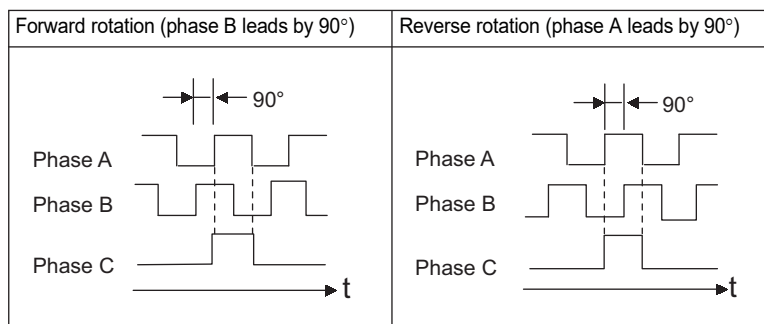 Forward rotation (phase B leads by 90°)
Reverse rotation (phase A leads by 90°)
90°
Phase A
Phase B
Phase C
t
90°
Phase A
Phase B
Phase C
t